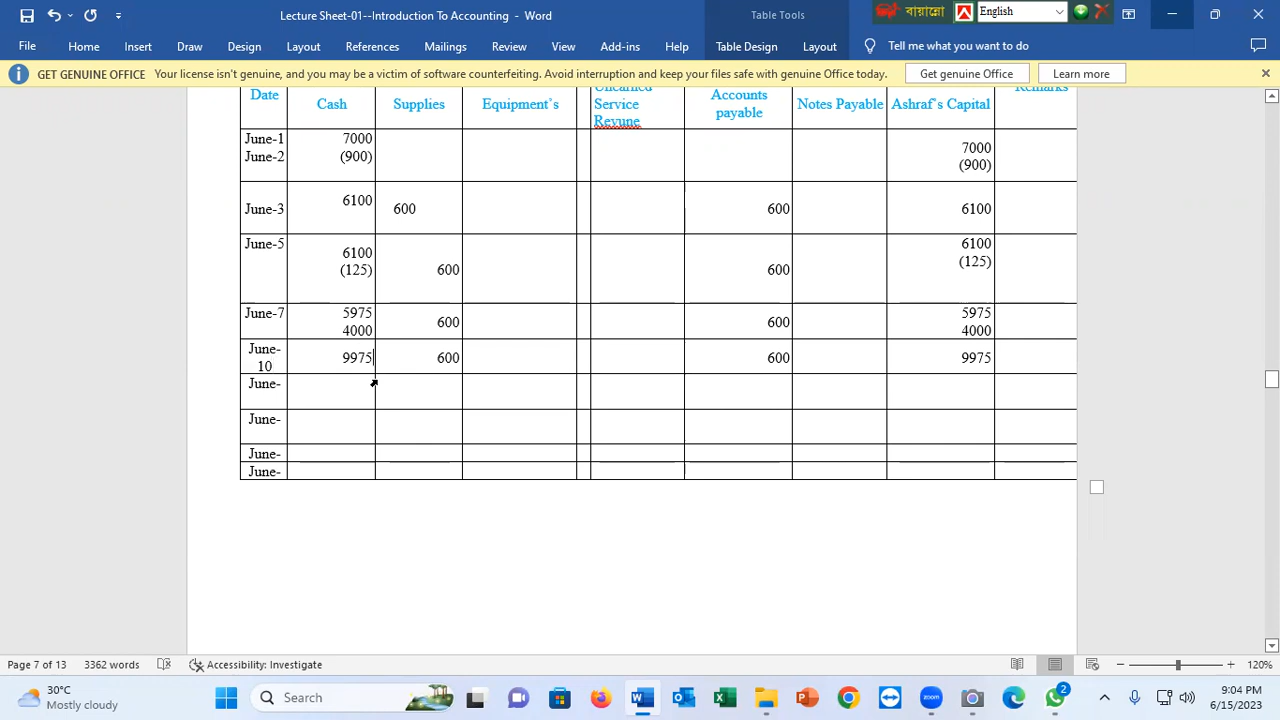 Lecture Sheet-01--Introduction To Accounting - Word
Table Tools
বায়ান্নো
English
File
Home
Insert
Draw
Design
Layout
References
Mailings
Review
View
Add-ins
Help
Table Design
Layout
Tell me what you want to do
GET GENUINE OFFICE Your license isn't genuine, and you may be a victim of software counterfeiting. Avoid interruption and keep your files safe with genuine Office today.
Get genuine Office
Learn more
Date
Cash
Supplies
Equipment’s
Unearned
Service
Revune
Accounts
payable
Notes Payable
Ashraf’s Capital
Remarks
June-1 7000 7000
June-2 (900) (900)
June-3 6100 600 600 6100
June-5 6100 6100
(125) 600 600 (125)
June-7 5975 600 600 5975
4000 4000
June-
10 9975 600 600 9975
June-
June-
June-
June-
Page 7 of 13
3362 words
Accessibility: Investigate
120%
30°C
Mostly cloudy
Search
zoom
2
9:04 PM
6/15/2023